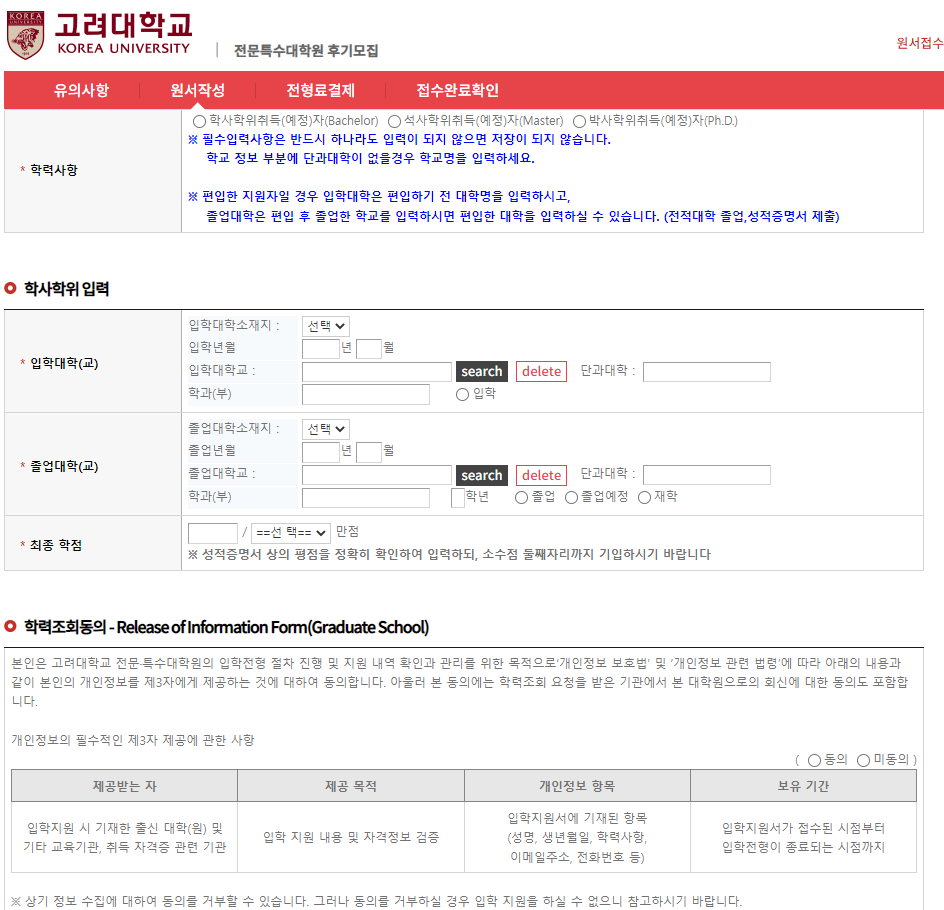 KOREA
UNIVERSITY
고려대학교
KOREA UNIVERSITY
전문특수대학원 후기모집
원서접수
유의사항 원서작성 전형료결제 접수완료확인
* 학력사항
학사학위취득(예정)자(Bachelor) 석사학위취득(예정)자(Master) 박사학위취득(예정)자(Ph.D.)
※ 필수입력사항은 반드시 하나라도 입력이 되지 않으면 저장이 되지 않습니다.
학교 정보 부분에 단과대학이 없을경우 학교명을 입력하세요.
※ 편입한 지원자일 경우 입학대학은 편입하기 전 대학명을 입력하시고,
졸업대학은 편입 후 졸업한 학교를 입력하시면 편입한 대학을 입력하실 수 있습니다. (전적대학 졸업,성적증명서 제출)
학사학위 입력
* 입학대학(교)
입학대학소재지 : 선택
입학년월 년 월
입학대학교 : search delete 단과대학 :
학과(부) 입학
* 졸업대학(교)
졸업대학소재지 : 선택
졸업년월 년 월
졸업대학교 : search delete 단과대학 :
학과(부) 학년 졸업 졸업예정 재학
* 최종 학점
/ ==선 택== 만점
※ 성적증명서 상의 평점을 정확히 확인하여 입력하되, 소수점 둘째자리까지 기입하시기 바랍니다
학력조회동의 - Release of Information Form(Graduate School)
본인은 고려대학교 전문·특수대학원의 입학전형 절차 진행 및 지원 내역 확인과 관리를 위한 목적으로'개인정보 보호법' 및 '개인정보 관련 법령'에 따라 아래의 내용과
같이 본인의 개인정보를 제3자에게 제공하는 것에 대하여 동의합니다. 아울러 본 동의에는 학력조회 요청을 받은 기관에서 본 대학원으로의 회신에 대한 동의도 포함합
니다.
개인정보의 필수적인 제3자 제공에 관한 사항
( 동의 미동의 )
제공받는 자 제공 목적 개인정보 항목 보유 기간
입학지원 시 기재한 출신 대학(원) 및
기타 교육기관, 취득 자격증 관련 기관
입학 지원 내용 및 자격정보 검증
입학지원서에 기재된 항목
(성명, 생년월일, 학력사항,
이메일주소, 전화번호 등)
입학지원서가 접수된 시점부터
입학전형이 종료되는 시점까지
※ 상기 정보 수집에 대하여 동의를 거부할 수 있습니다. 그러나 동의를 거부하실 경우 입학 지원을 하실 수 없으니 참고하시기 바랍니다.